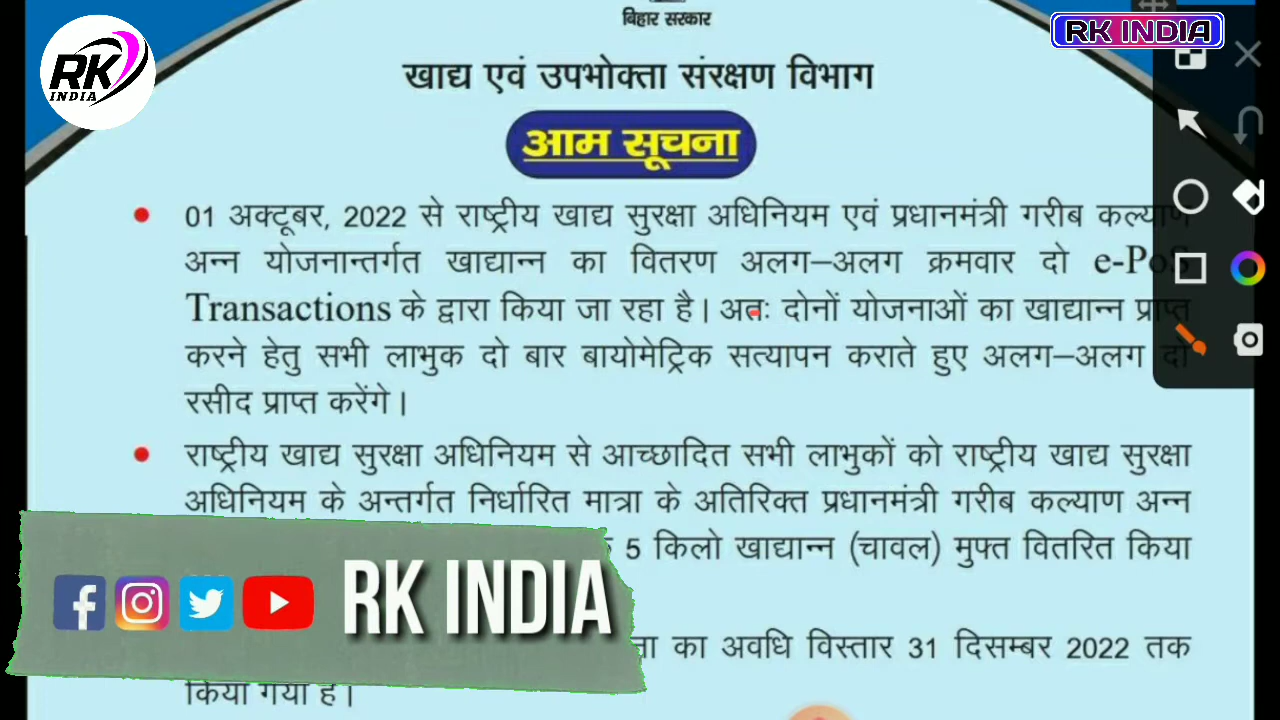 बिहार सरकार
RK INDIA
RK
INDIA
खाद्य एवं उपभोक्ता संरक्षण विभाग
आम सूचना
01 अक्टूबर, 2022 से राष्ट्रीय खाद्य सुरक्षा अधिनियम एवं प्रधानमंत्री गरीब कल्याण
अन्न योजनान्तर्गत खाद्यान्न का वितरण अलग–अलग क्रमवार दो e-PoS
Transactions के द्वारा किया जा रहा है। अतः दोनों योजनाओं का खाद्यान्न प्राप्त
करने हेतु सभी लाभुक दो बार बायोमेट्रिक सत्यापन कराते हुए अलग–अलग दो
रसीद प्राप्त करेंगे।
राष्ट्रीय खाद्य सुरक्षा अधिनियम से आच्छादित सभी लाभुकों को राष्ट्रीय खाद्य सुरक्षा
अधिनियम के अन्तर्गत निर्धारित मात्रा के अतिरिक्त प्रधानमंत्री गरीब कल्याण अन्न
5 किलो खाद्यान्न (चावल) मुफ्त वितरित किया
RK INDIA
का अवधि विस्तार 31 दिसम्बर 2022 तक
किया गया है।